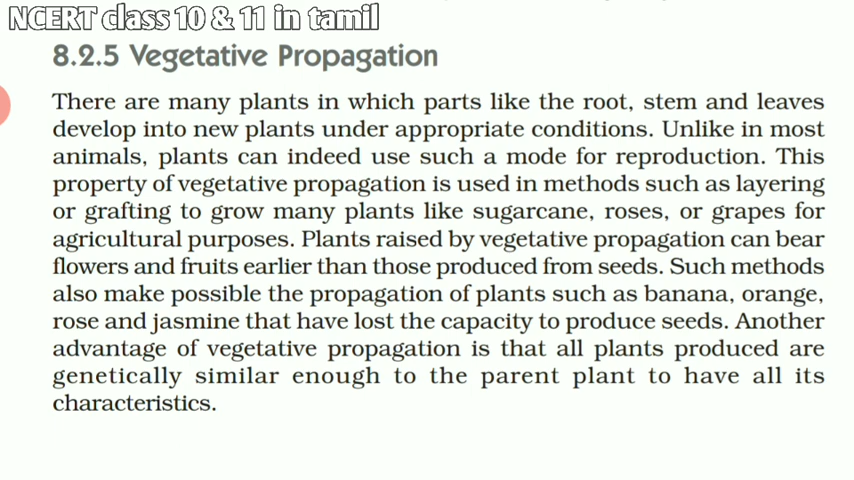 NCERT class 10 & 11 in tamil
8.2.5 Vegetative Propagation
There are many plants in which parts like the root, stem and leaves
develop into new plants under appropriate conditions. Unlike in most
animals, plants can indeed use such a mode for reproduction. This
property of vegetative propagation is used in methods such as layering
or grafting to grow many plants like sugarcane, roses, or grapes for
agricultural purposes. Plants raised by vegetative propagation can bear
flowers and fruits earlier than those produced from seeds. Such methods
also make possible the propagation of plants such as banana, orange,
rose and jasmine that have lost the capacity to produce seeds. Another
advantage of vegetative propagation is that all plants produced are
genetically similar enough to the parent plant to have all its
characteristics.